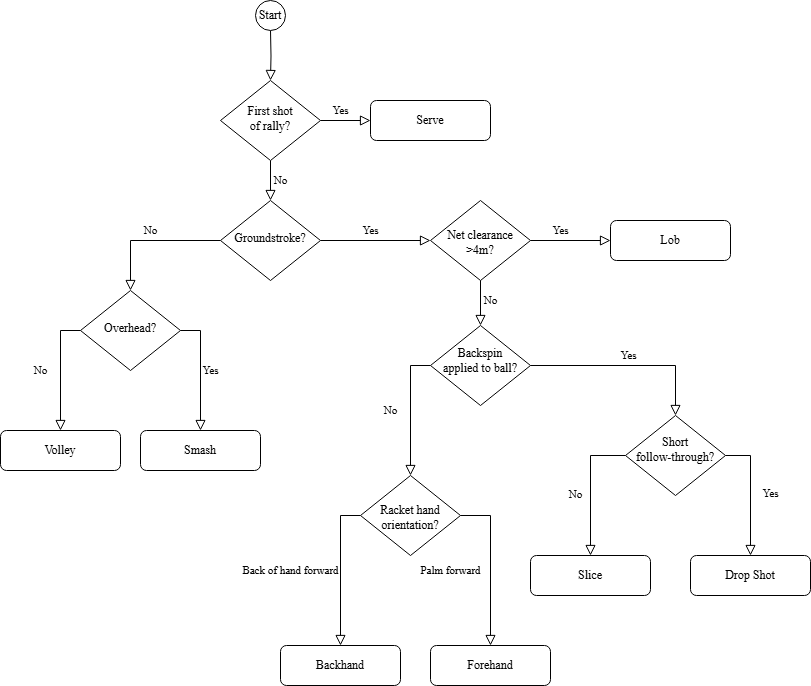 Start
First shot
of rally?
Yes
Serve
No
Groundstroke?
No
Yes
Net clearance
>4m?
Yes
Lob
No
Overhead?
No
Yes
Volley
Smash
Backspin
applied to ball?
No
Yes
Short
follow-through?
No
Yes
Slice
Drop Shot
Racket hand
orientation?
Back of hand forward
Palm forward
Backhand
Forehand